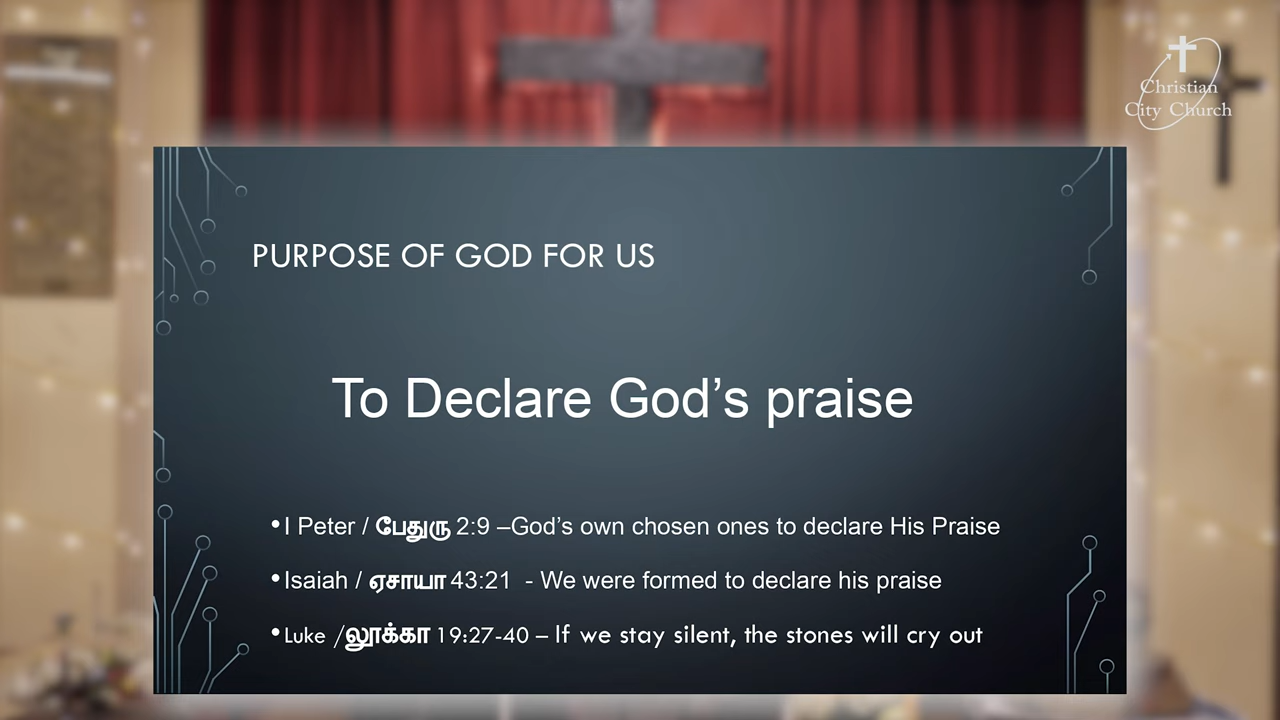 Christian
City Church
PURPOSE OF GOD FOR US
To Declare God’s praise
•I Peter / பேதுரு 2:9 –God’s own chosen ones to declare His Praise
•Isaiah / ஏசாயா 43:21 - We were formed to declare his praise
•Luke /லூக்கா 19:27-40 – If we stay silent, the stones will cry out